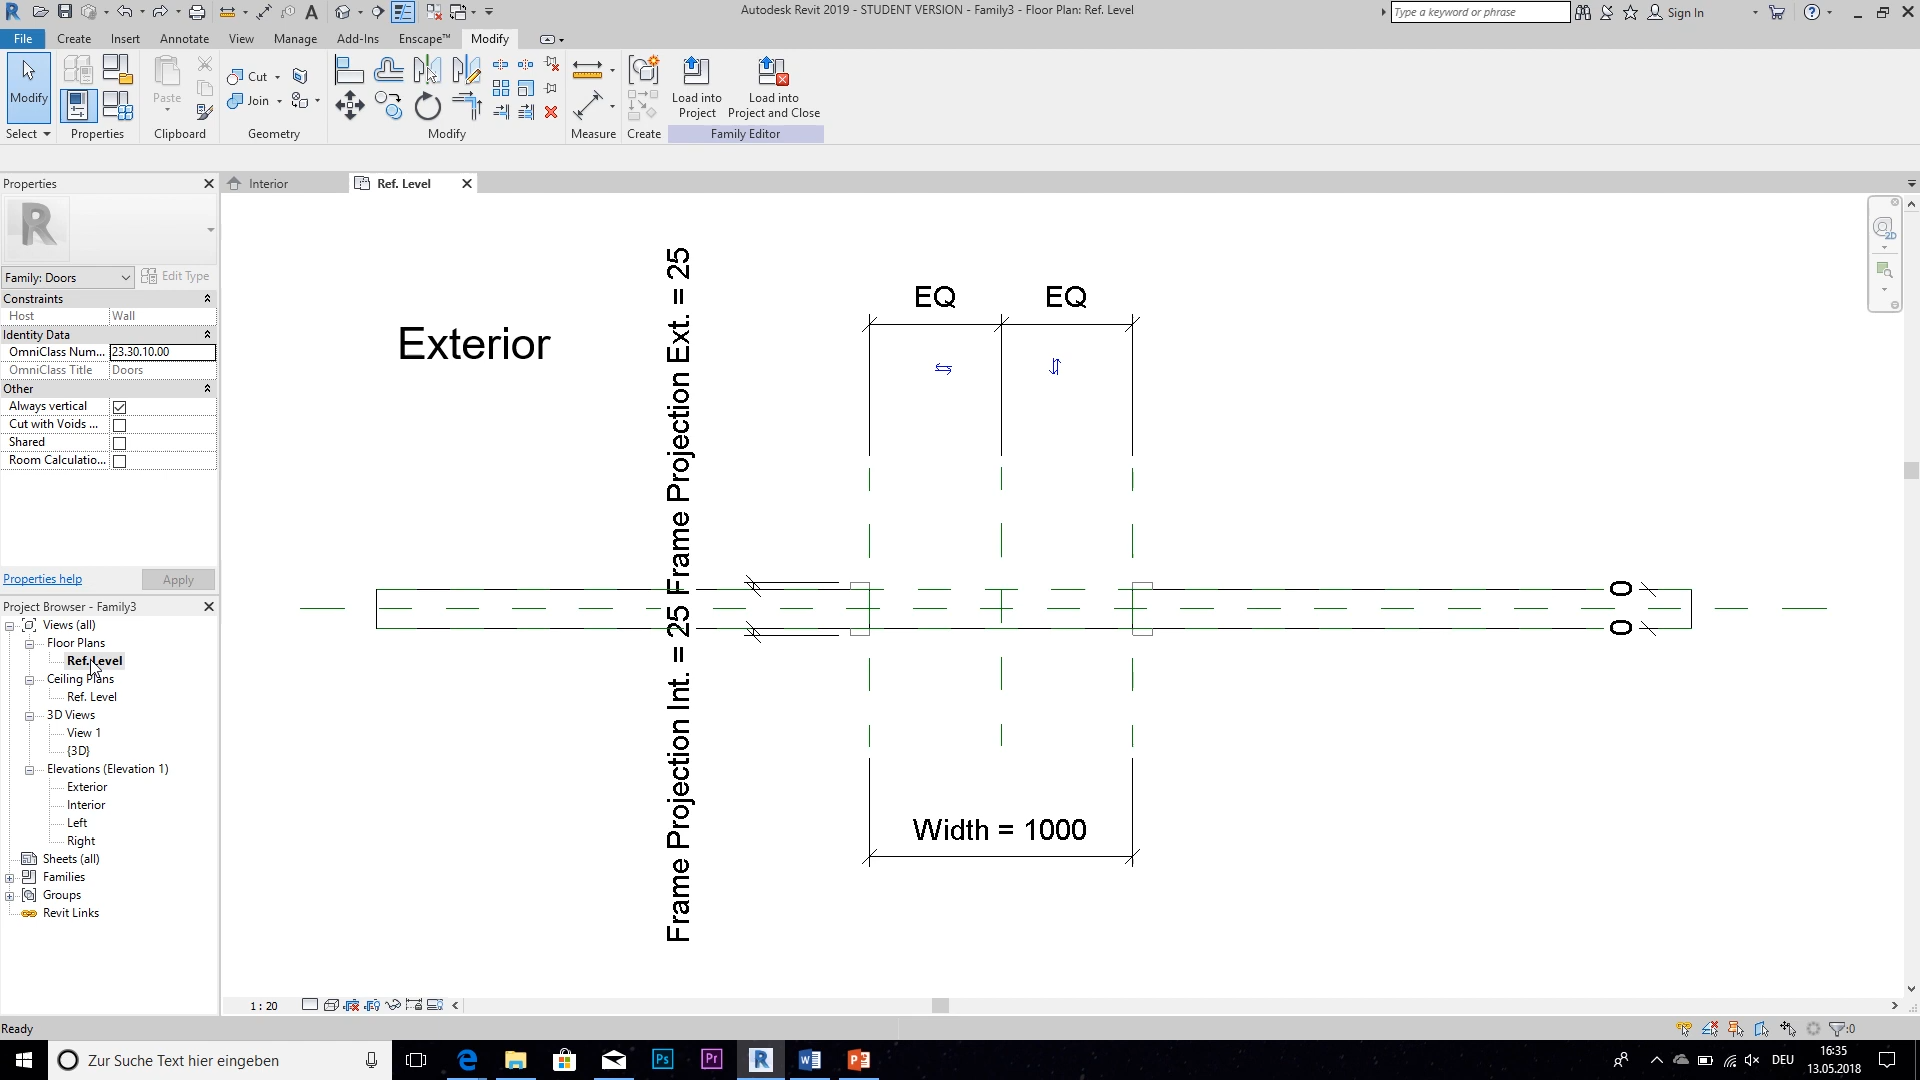 Autodesk Revit 2019 - STUDENT VERSION - Family3 - Floor Plan: Ref. Level
Type a keyword or phrase
Sign In
File
Create
Insert
Annotate
View
Manage
Add-Ins
Enscape™
Modify
Modify
Paste
Cut
Join
Load into
Project
Load into
Project and Close
Select
Properties
Clipboard
Geometry
Modify
Measure
Create
Family Editor
Properties
Family: Doors
Edit Type
Constraints
Host
Wall
Identity Data
OmniClass Num...
23.30.10.00
OmniClass Title
Doors
Other
Always vertical
Cut with Voids ...
Shared
Room Calculatio...
Properties help
Apply
Project Browser - Family3
Views (all)
Floor Plans
Ref. Level
Ceiling Plans
Ref. Level
3D Views
View 1
{3D}
Elevations (Elevation 1)
Exterior
Interior
Left
Right
Sheets (all)
Families
Groups
Revit Links
Interior
Ref. Level
Exterior
Frame Projection Ext. = 25
Frame Projection Int. = 25
EQ
EQ
0
0
Width = 1000
2D
1 : 20
Ready
:0
Zur Suche Text hier eingeben
DEU
16:35
13.05.2018